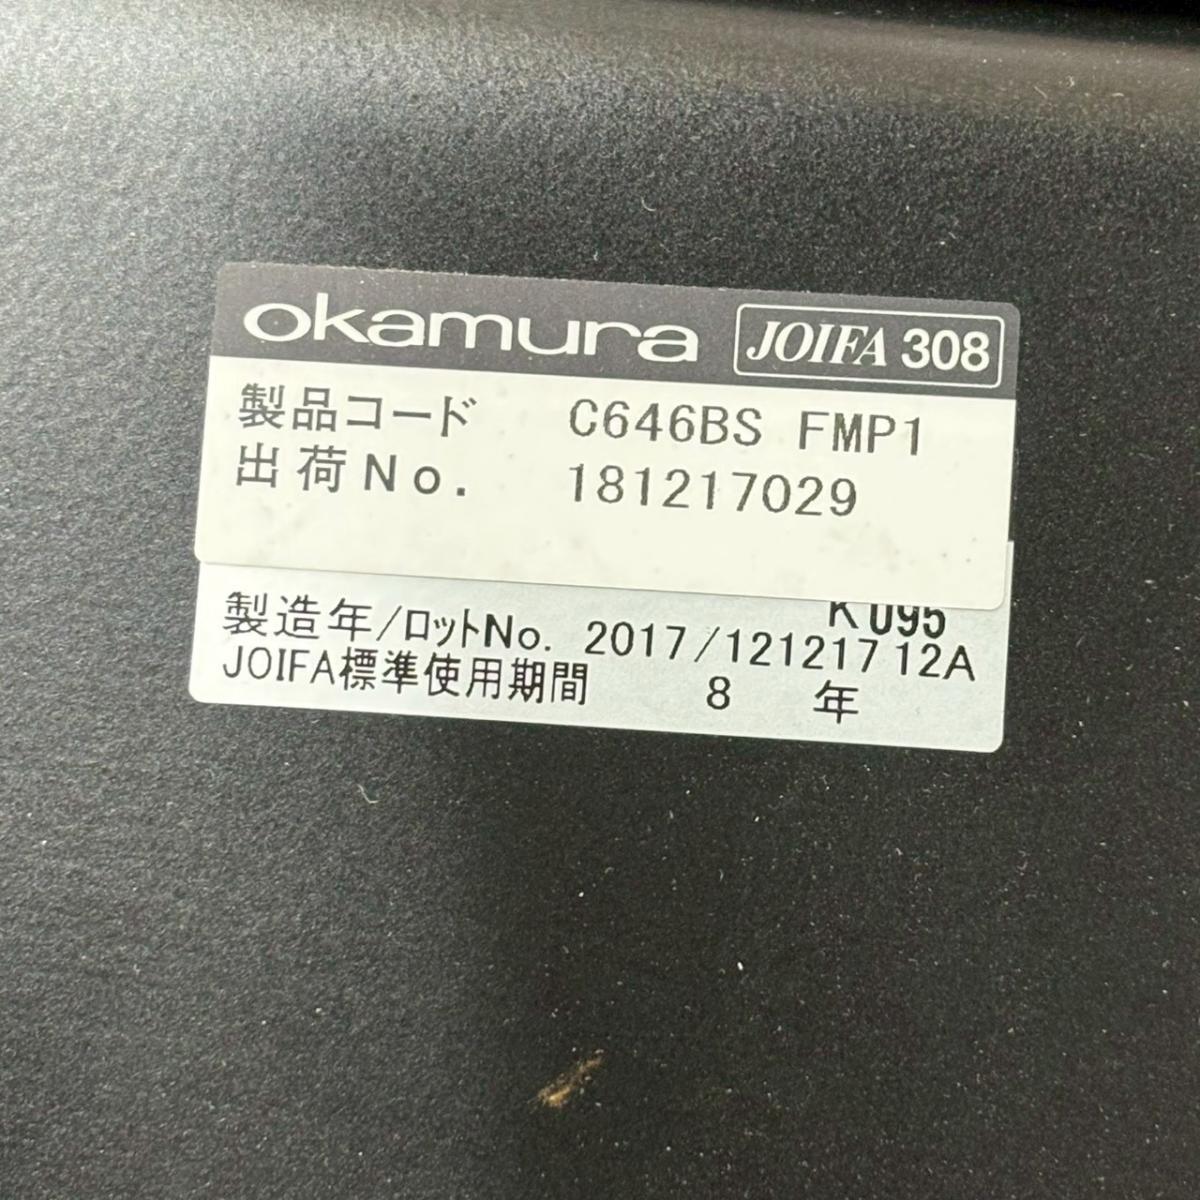 okamura JOIFA 308
製品コード C646BS FMP1
出荷No. 181217029
K095
製造年/ロットNo. 2017/121217 12A
JOIFA標準使用期間 8 年